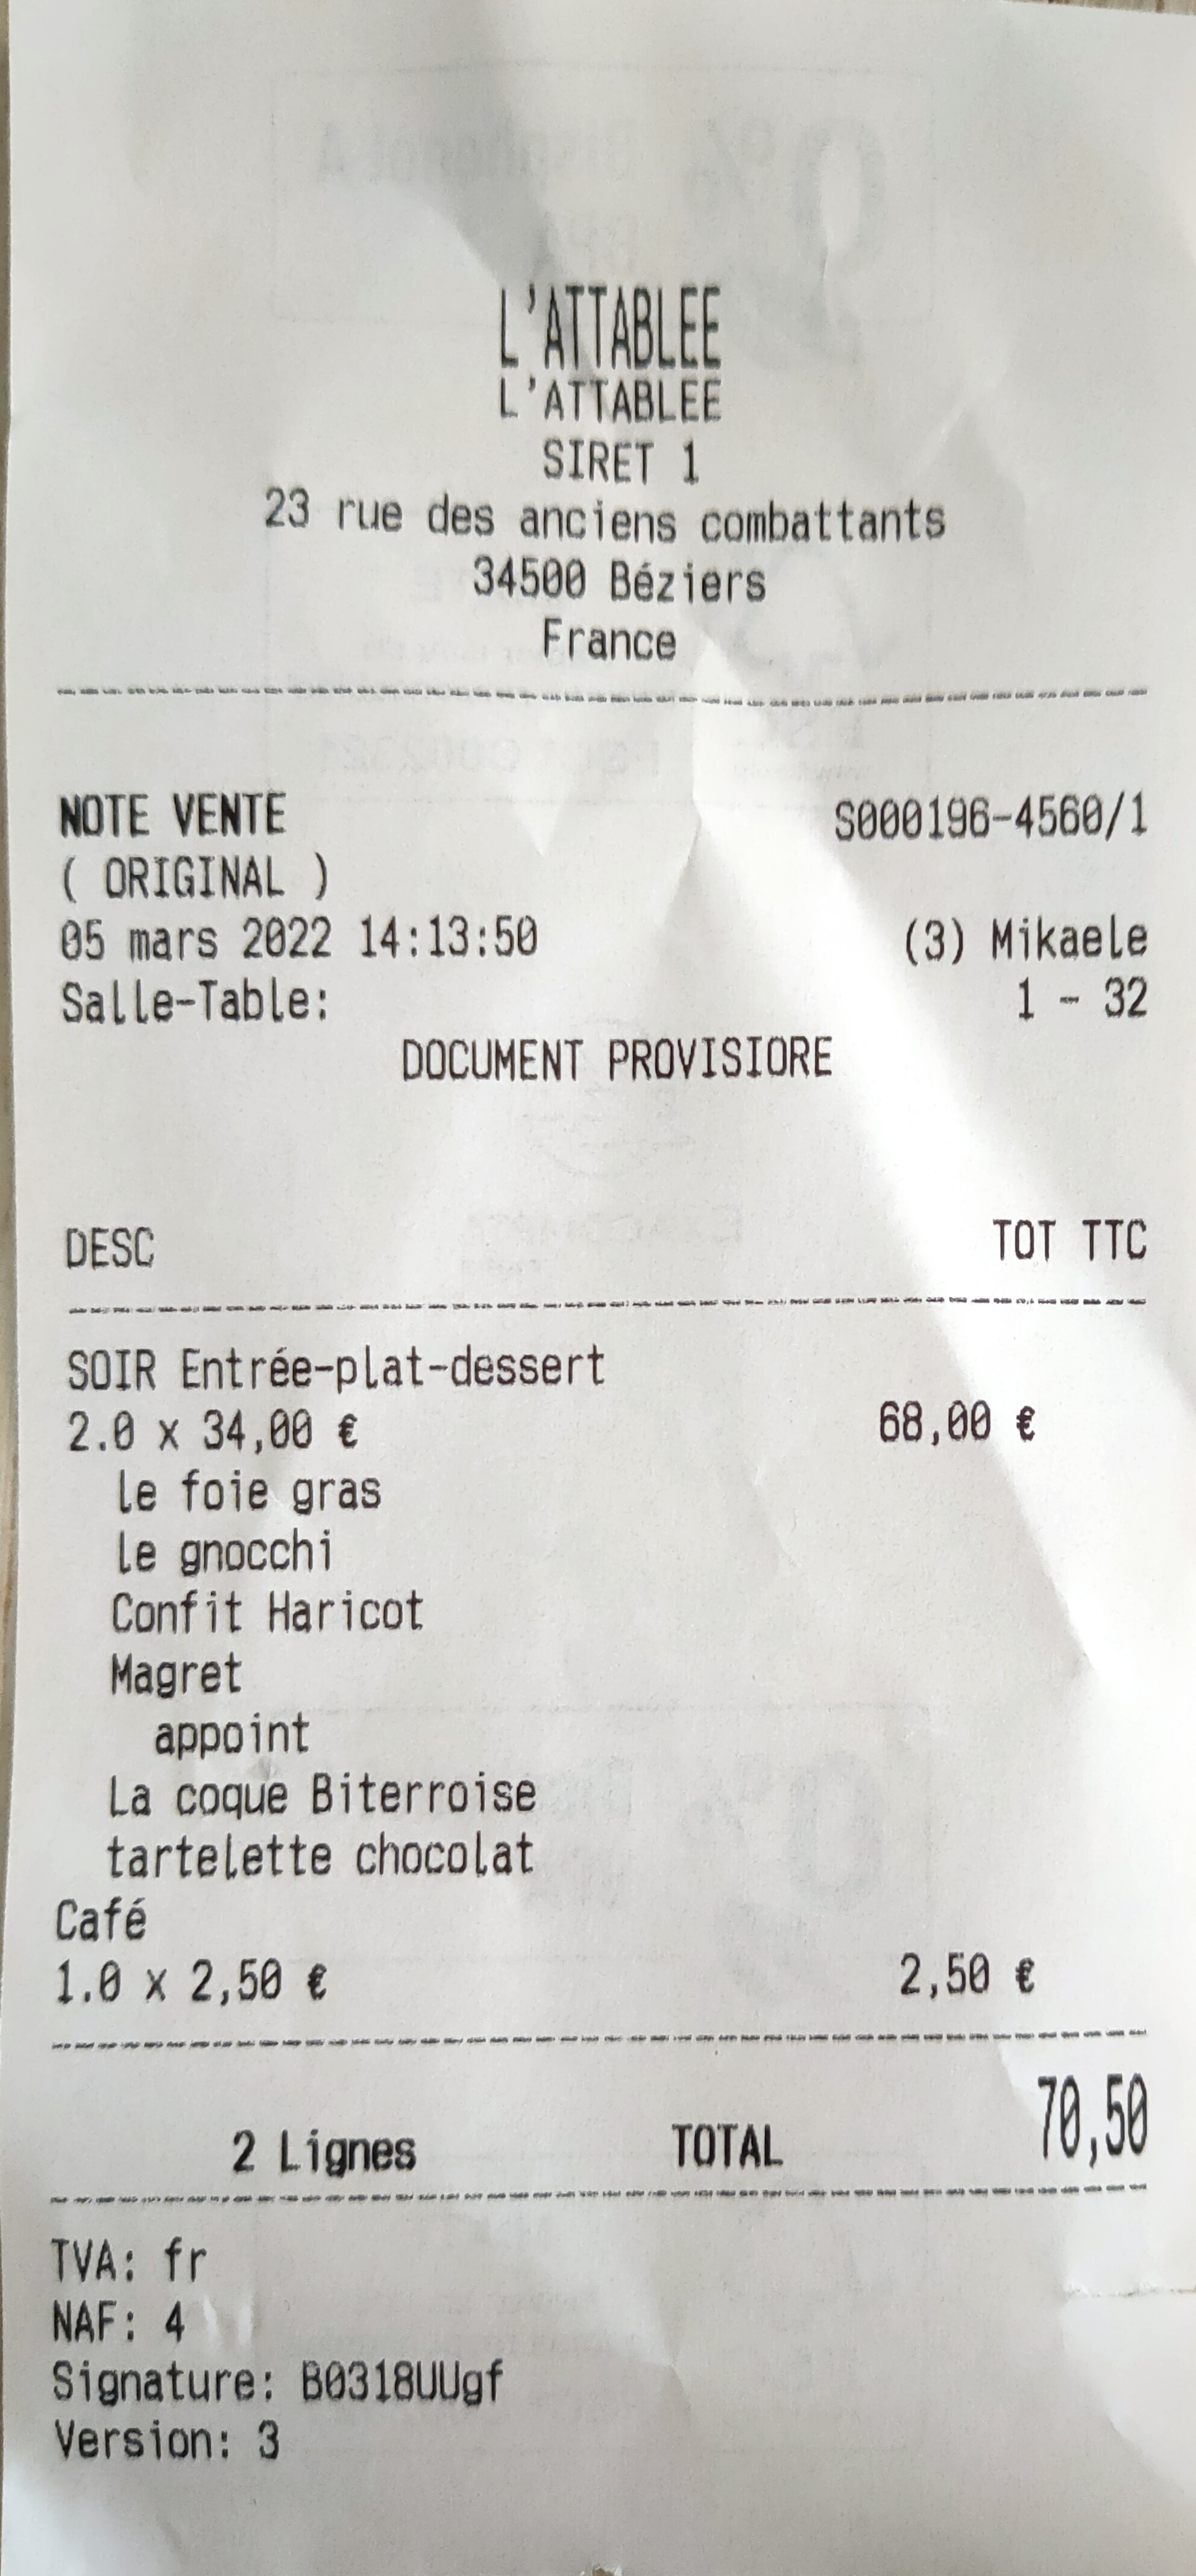 L'ATTABLEE
L'ATTABLEE
SIRET 1
23 rue des anciens combattants
34500 Béziers
France
NOTE VENTE S000196-4560/1
( ORIGINAL )
05 mars 2022 14:13:50 (3) Mikaele
Salle-Table: 1 - 32
DOCUMENT PROVISIORE
DESC TOT TTC
SOIR Entrée-plat-dessert
2.0 x 34,00 € 68,00 €
le foie gras
le gnocchi
Confit Haricot
Magret
appoint
La coque Biterroise
tartelette chocolat
Café
1.0 x 2,50 € 2,50 €
2 Lignes TOTAL 70,50
TVA: fr
NAF: 4
Signature: B0318UUgf
Version: 3